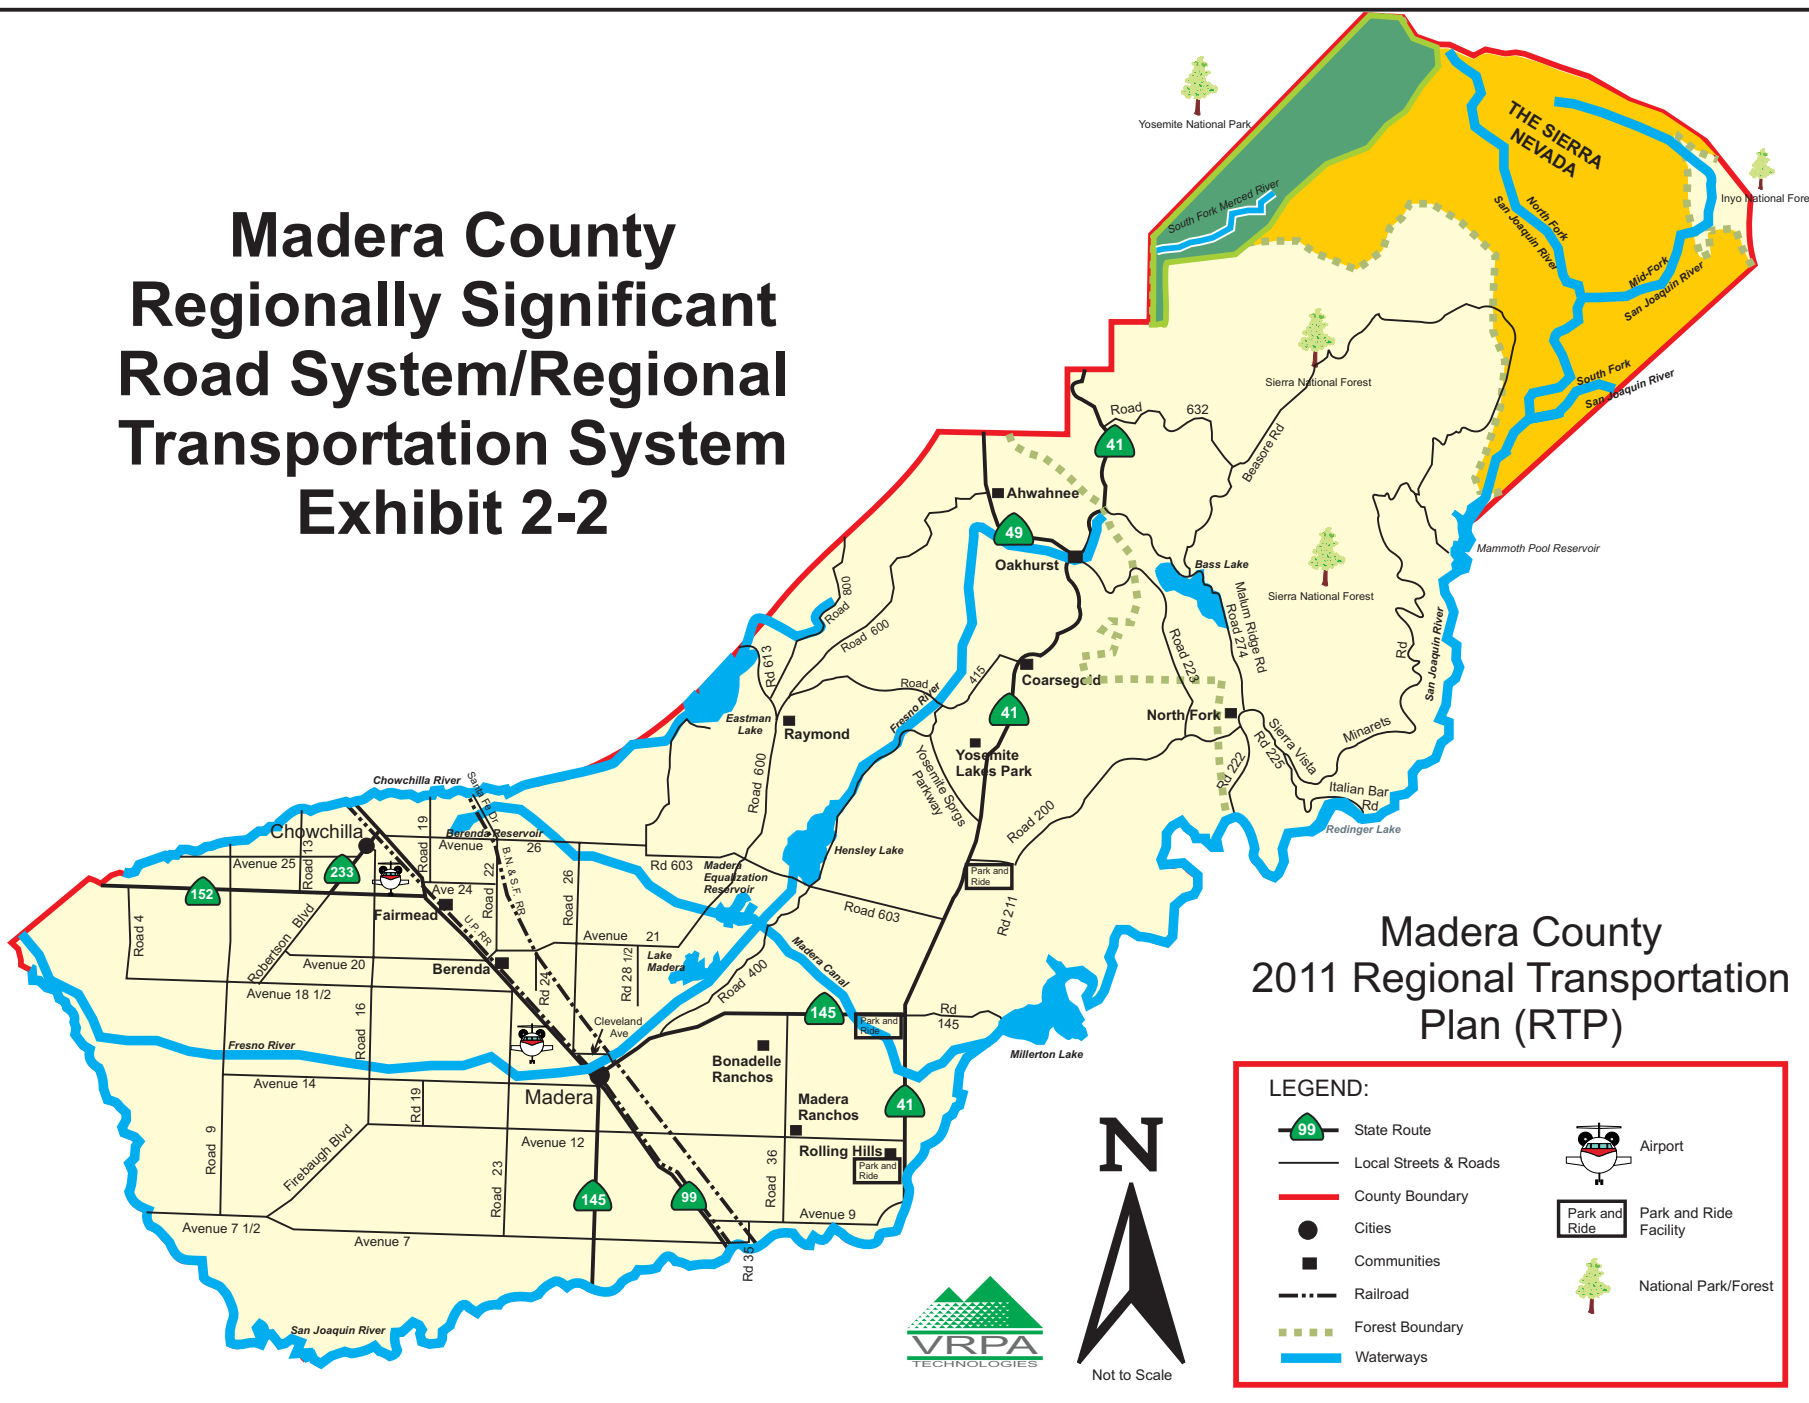 Madera County
Regionally Significant
Road System/Regional
Transportation System
Exhibit 2-2
Yosemite National Park
THE SIERRA
NEVADA
Inyo National Fore
South Fork Merced River
North Fork
San Joaquin River
Mid-Fork
San Joaquin River
South Fork
San Joaquin River
Sierra National Forest
Road 632
41
Beasore Rd
Ahwahnee
49
Oakhurst
Bass Lake
Mammoth Pool Reservoir
Sierra National Forest
Malum Ridge Rd
Road 274
Road 800
Road 600
Rd 613
Road 223
Rd
San Joaquin River
Road 415
Coarsegold
Fresno River
41
North Fork
Eastman
Lake
Raymond
Yosemite
Lakes Park
Yosemite Sprgs
Parkway
Sierra Vista
Rd 225
Minarets
Rd 222
Italian Bar
Rd
Redinger Lake
Chowchilla River
Santa Fe Dr
Road 600
Road 200
Chowchilla
Road 13
Road 19
Berenda Reservoir
Avenue 26
Hensley Lake
Avenue 25
233
Road 22
B.N. & S.F. RR
Road 26
Rd 603
Madera
Equalization
Reservoir
Park and
Ride
152
Ave 24
Fairmead
U.P. RR
Road 603
Rd 211
Road 4
Robertson Blvd
Avenue 21
Lake
Madera
Madera Canal
Avenue 20
Berenda
Rd 24
Rd 28 1/2
Road 400
Avenue 18 1/2
Road 16
Cleveland
Ave
145
Park and
Ride
Rd
145
Millerton Lake
Fresno River
Bonadelle
Ranchos
Avenue 14
Rd 19
Madera
Madera
Ranchos
41
Road 9
Firebaugh Blvd
Avenue 12
Rolling Hills
Park and
Ride
Road 23
145
99
Road 36
Avenue 9
Avenue 7 1/2
Avenue 7
Rd 35
San Joaquin River
VRPA
TECHNOLOGIES
N
Not to Scale
Madera County
2011 Regional Transportation
Plan (RTP)
LEGEND:
99 State Route
Local Streets & Roads
County Boundary
Cities
Communities
Railroad
Forest Boundary
Waterways
Airport
Park and
Ride
Park and Ride
Facility
National Park/Forest